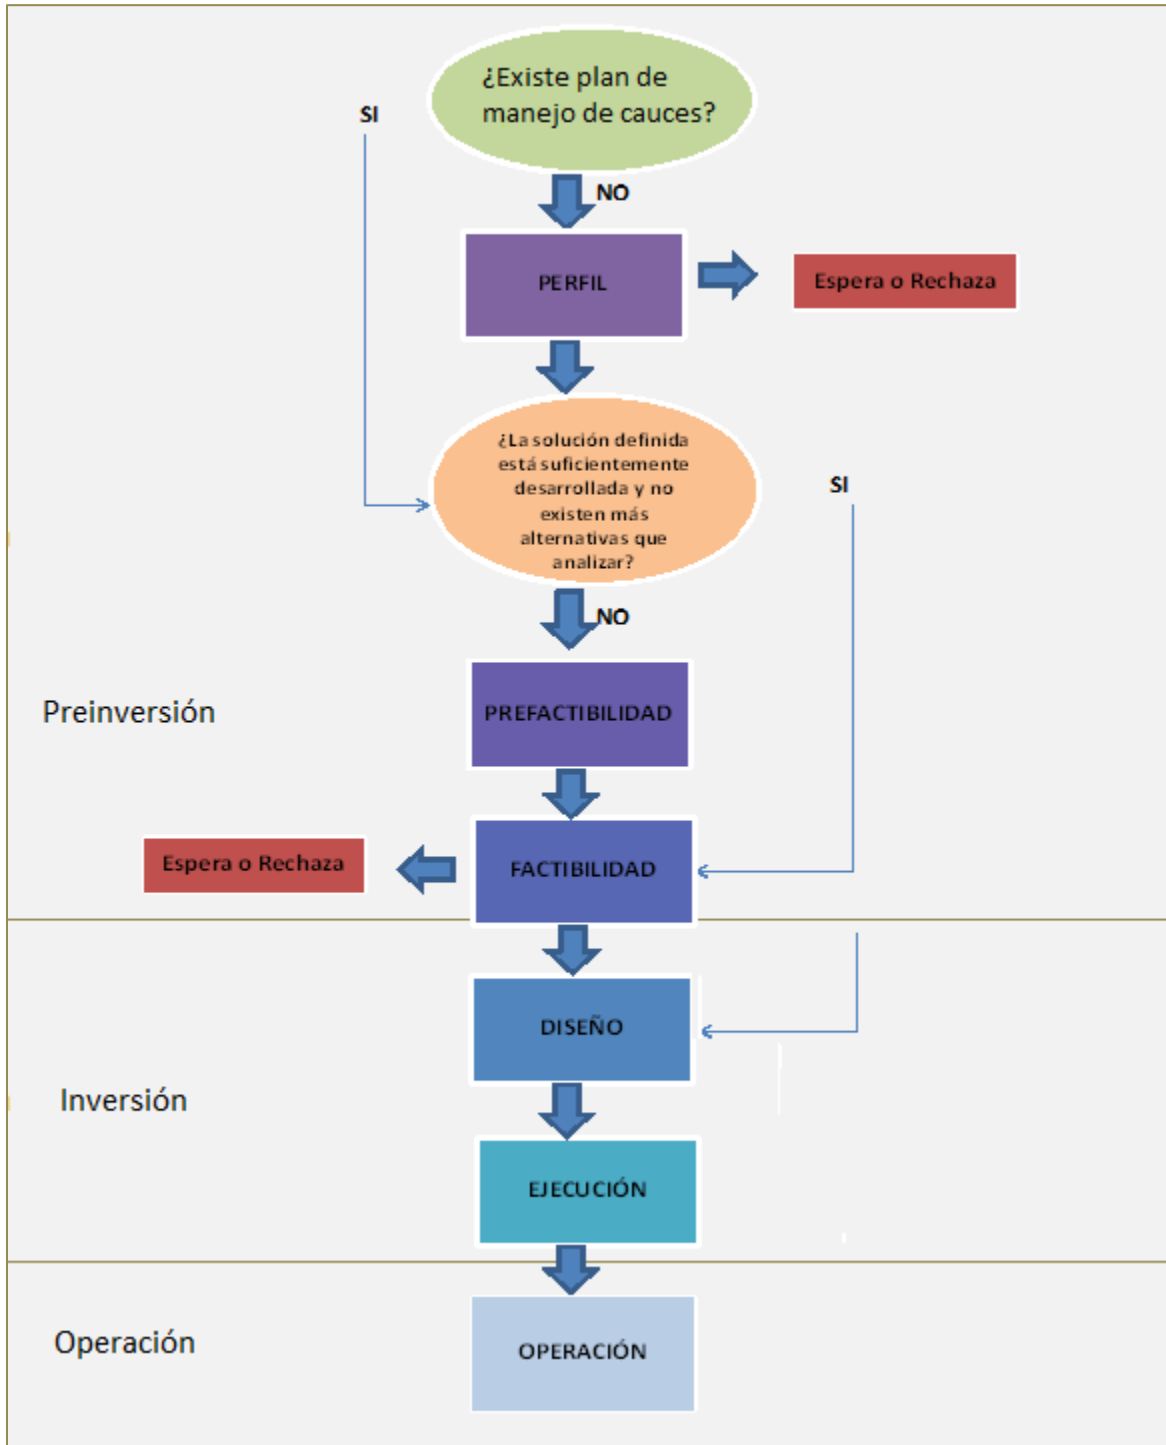 ¿Existe plan de
manejo de cauces?
SI
NO
PERFIL
Espera o Rechaza
¿La solución definida
está suficientemente
desarrollada y no
existen más
alternativas que
analizar?
SI
NO
Preinversión
PREFACTIBILIDAD
Espera o Rechaza
FACTIBILIDAD
DISEÑO
Inversión
EJECUCIÓN
Operación
OPERACIÓN